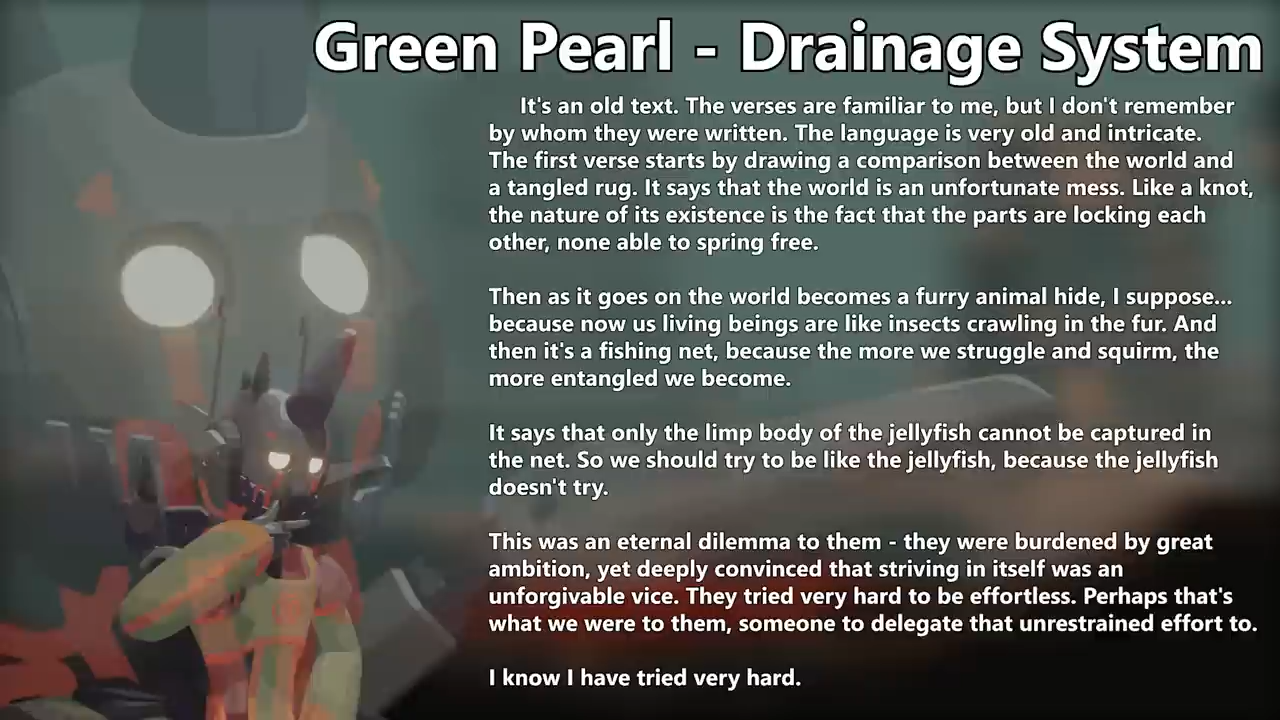 Green Pearl - Drainage System
It's an old text. The verses are familiar to me, but I don't remember
by whom they were written. The language is very old and intricate.
The first verse starts by drawing a comparison between the world and
a tangled rug. It says that the world is an unfortunate mess. Like a knot,
the nature of its existence is the fact that the parts are locking each
other, none able to spring free.
Then as it goes on the world becomes a furry animal hide, I suppose...
because now us living beings are like insects crawling in the fur. And
then it's a fishing net, because the more we struggle and squirm, the
more entangled we become.
It says that only the limp body of the jellyfish cannot be captured in
the net. So we should try to be like the jellyfish, because the jellyfish
doesn't try.
This was an eternal dilemma to them - they were burdened by great
ambition, yet deeply convinced that striving in itself was an
unforgivable vice. They tried very hard to be effortless. Perhaps that's
what we were to them, someone to delegate that unrestrained effort to.
I know I have tried very hard.